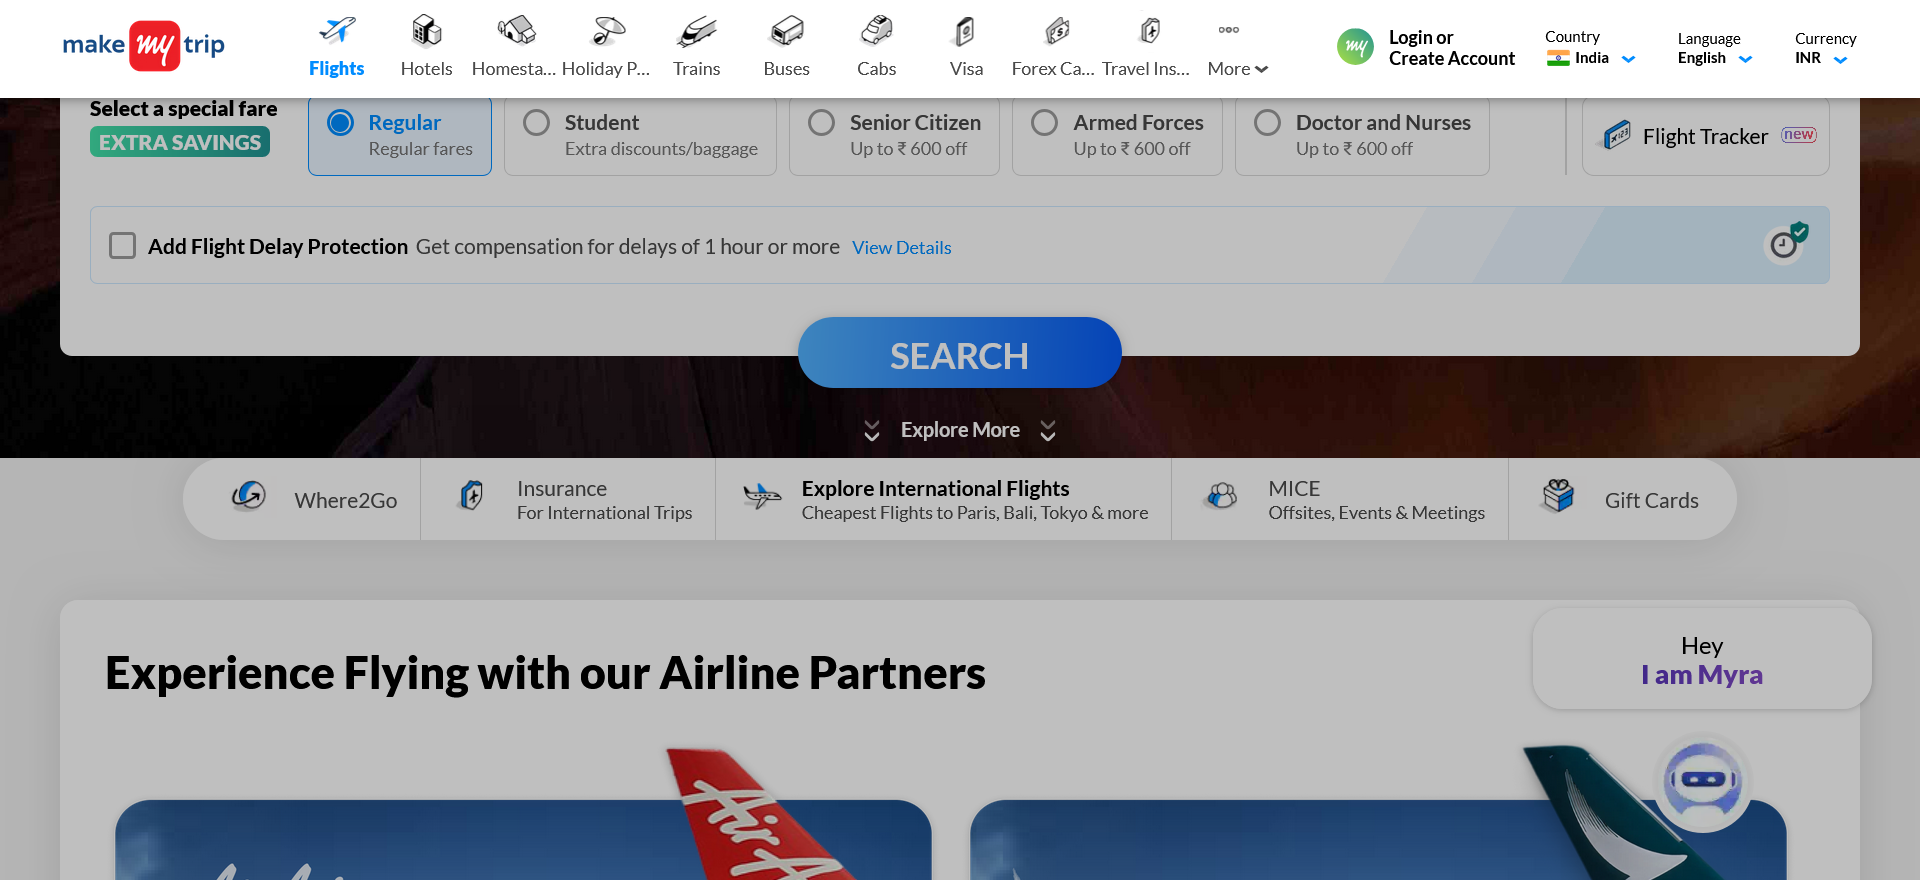 make my trip
Flights
Hotels
Homesta...
Holiday P...
Trains
Buses
Cabs
Visa
Forex Ca...
Travel Ins...
More
my
Login or
Create Account
Country
India
Language
English
Currency
INR
Select a special fare
EXTRA SAVINGS
Regular
Regular fares
Student
Extra discounts/baggage
Senior Citizen
Up to ₹ 600 off
Armed Forces
Up to ₹ 600 off
Doctor and Nurses
Up to ₹ 600 off
Flight Tracker new
Add Flight Delay Protection Get compensation for delays of 1 hour or more View Details
SEARCH
Explore More
Where2Go
Insurance
For International Trips
Explore International Flights
Cheapest Flights to Paris, Bali, Tokyo & more
MICE
Offsites, Events & Meetings
Gift Cards
Experience Flying with our Airline Partners
Hey
I am Myra
Air